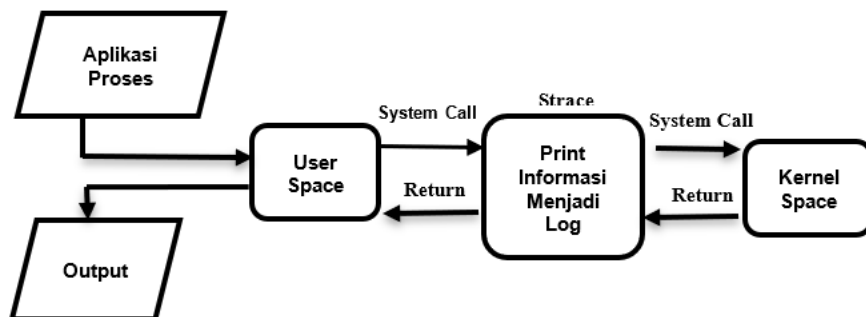 Aplikasi
Proses
System Call
Strace
System Call
User
Space
Print
Informasi
Menjadi
Log
Kernel
Space
Return
Return
Output